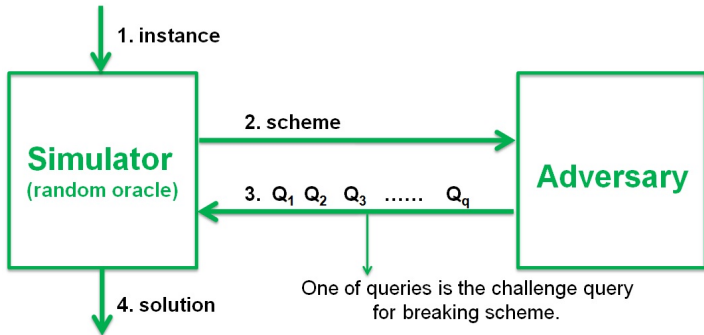 1. instance
2. scheme
Simulator
(random oracle)
Adversary
3. Q₁ Q₂ Q₃ ...... Q_q
One of queries is the challenge query
for breaking scheme.
4. solution